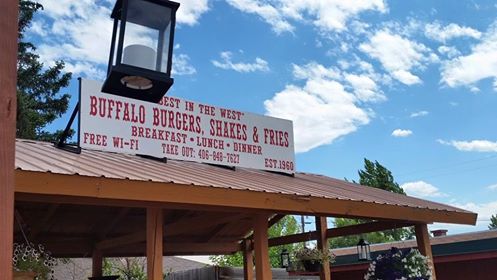 "BEST IN THE WEST"
BUFFALO BURGERS, SHAKES & FRIES
BREAKFAST • LUNCH • DINNER
FREE WI-FI TAKE OUT 406-848-7627 EST.1960